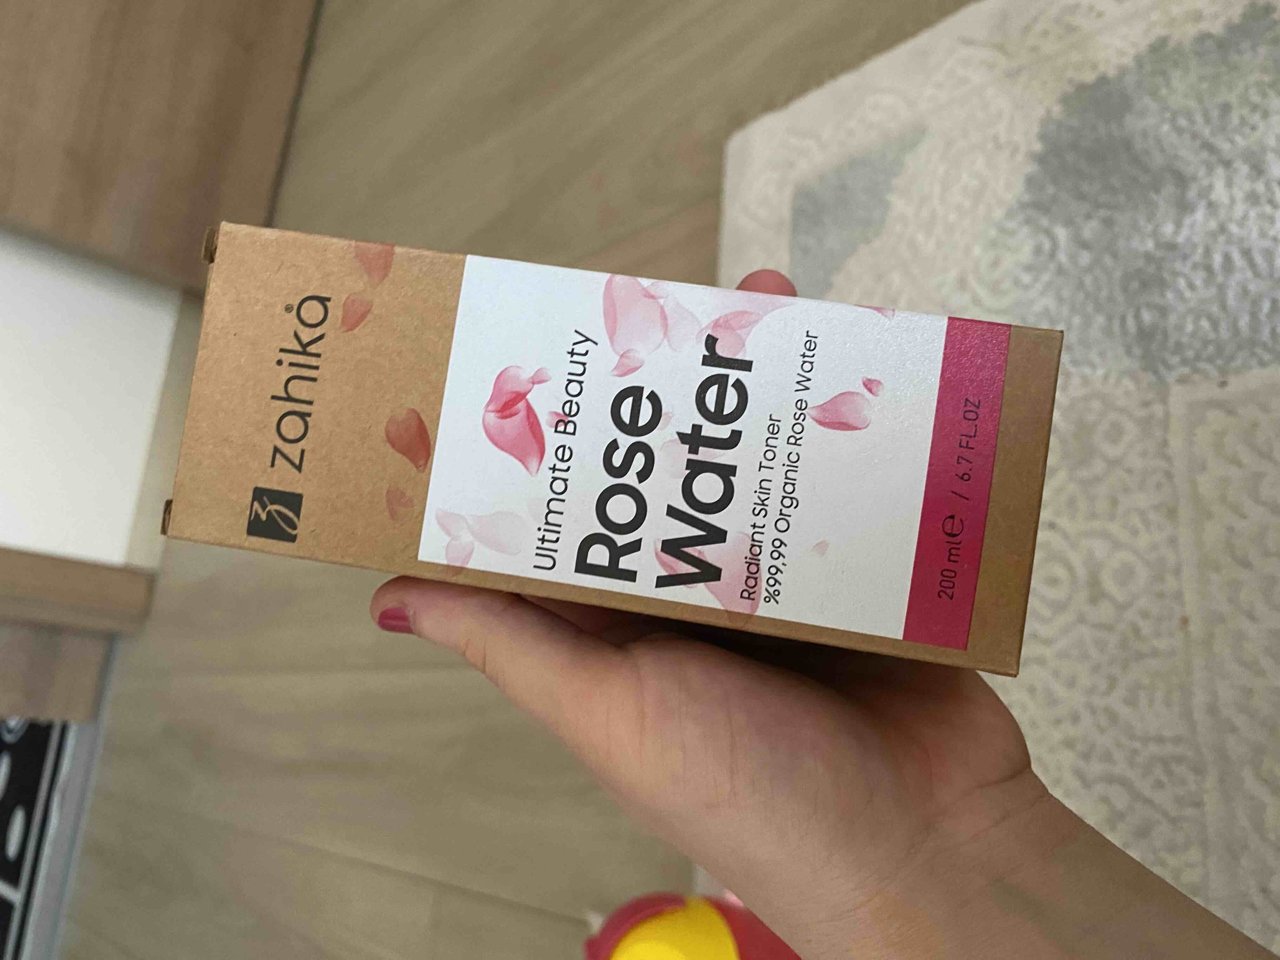 zahika®
Ultimate Beauty
Rose
Water
Radiant Skin Toner
%99,99 Organic Rose Water
200 ml℮ / 6.7 FL.OZ